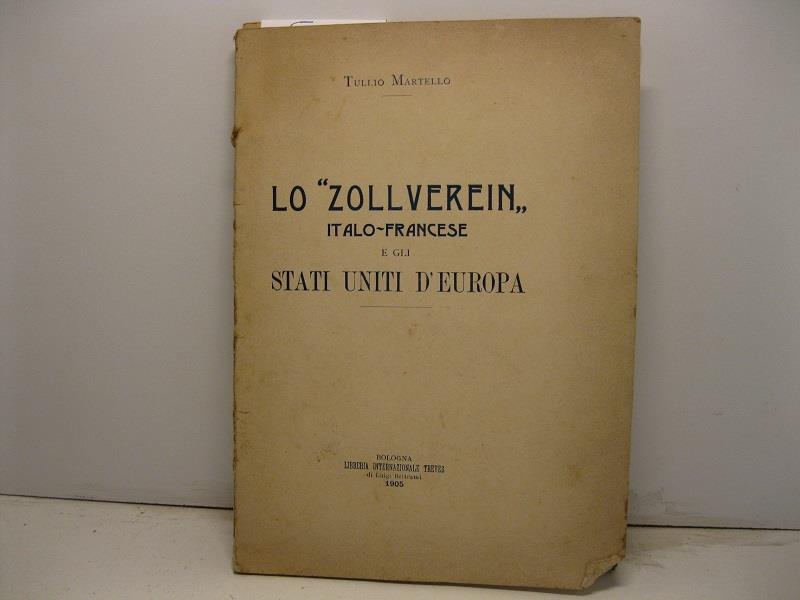 Tullio Martello
LO “ZOLLVEREIN„
ITALO-FRANCESE
E GLI
STATI UNITI D'EUROPA
BOLOGNA
LIBRERIA INTERNAZIONALE TREVES
di Luigi Beltrami
1905